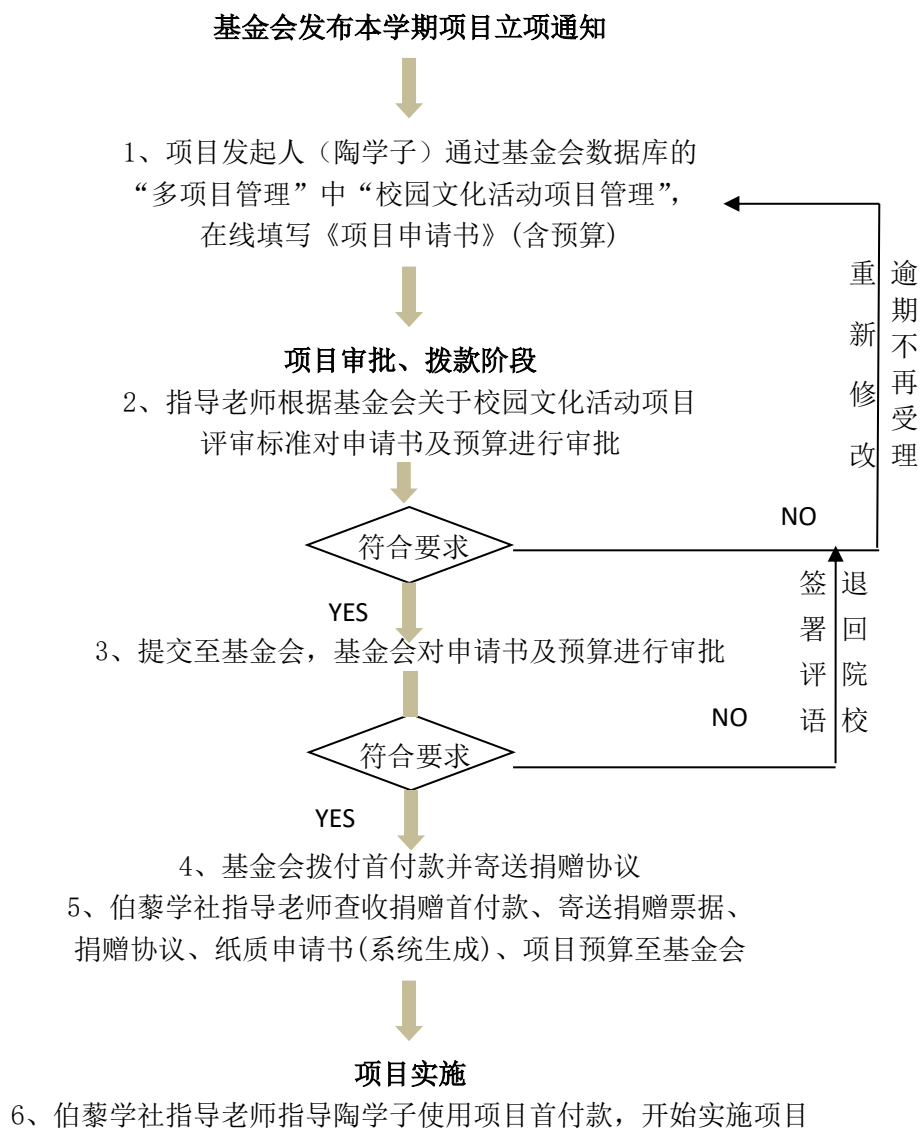 基金会发布本学期项目立项通知
1、项目发起人（陶学子）通过基金会数据库的
“多项目管理”中“校园文化活动项目管理”，
在线填写《项目申请书》(含预算)
重新修改
逾期不再受理
项目审批、拨款阶段
2、指导老师根据基金会关于校园文化活动项目
评审标准对申请书及预算进行审批
NO
符合要求
签署评语
退回院校
YES
3、提交至基金会，基金会对申请书及预算进行审批
NO
符合要求
YES
4、基金会拨付首付款并寄送捐赠协议
5、伯藜学社指导老师查收捐赠首付款、寄送捐赠票据、
捐赠协议、纸质申请书(系统生成)、项目预算至基金会
项目实施
6、伯藜学社指导老师指导陶学子使用项目首付款，开始实施项目